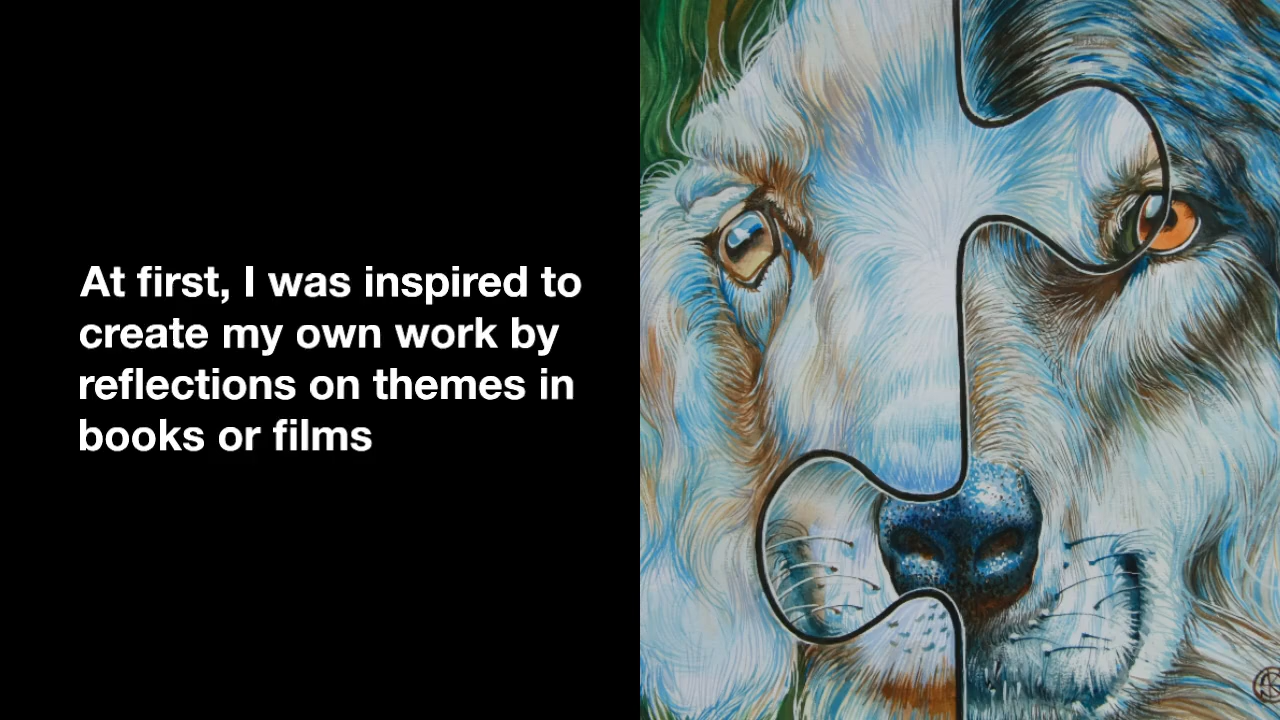 At first, I was inspired to
create my own work by
reflections on themes in
books or films